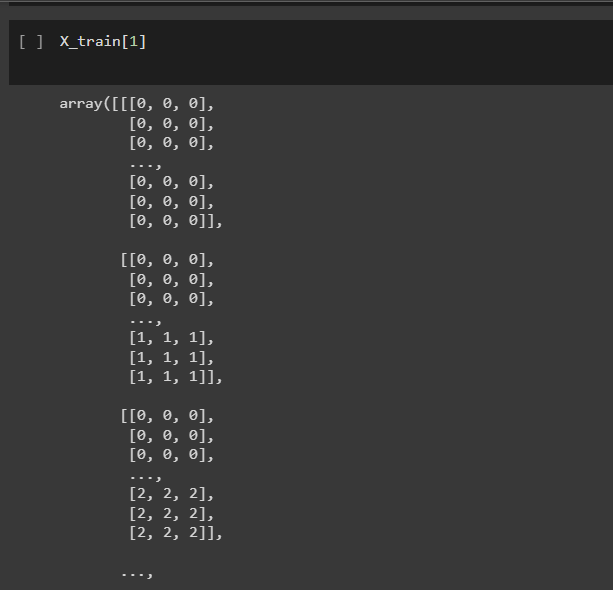 [ ] X_train[1]
array([[[0, 0, 0],
[0, 0, 0],
[0, 0, 0],
...,
[0, 0, 0],
[0, 0, 0],
[0, 0, 0]],
[[0, 0, 0],
[0, 0, 0],
[0, 0, 0],
...,
[1, 1, 1],
[1, 1, 1],
[1, 1, 1]],
[[0, 0, 0],
[0, 0, 0],
[0, 0, 0],
...,
[2, 2, 2],
[2, 2, 2],
[2, 2, 2]],
...,